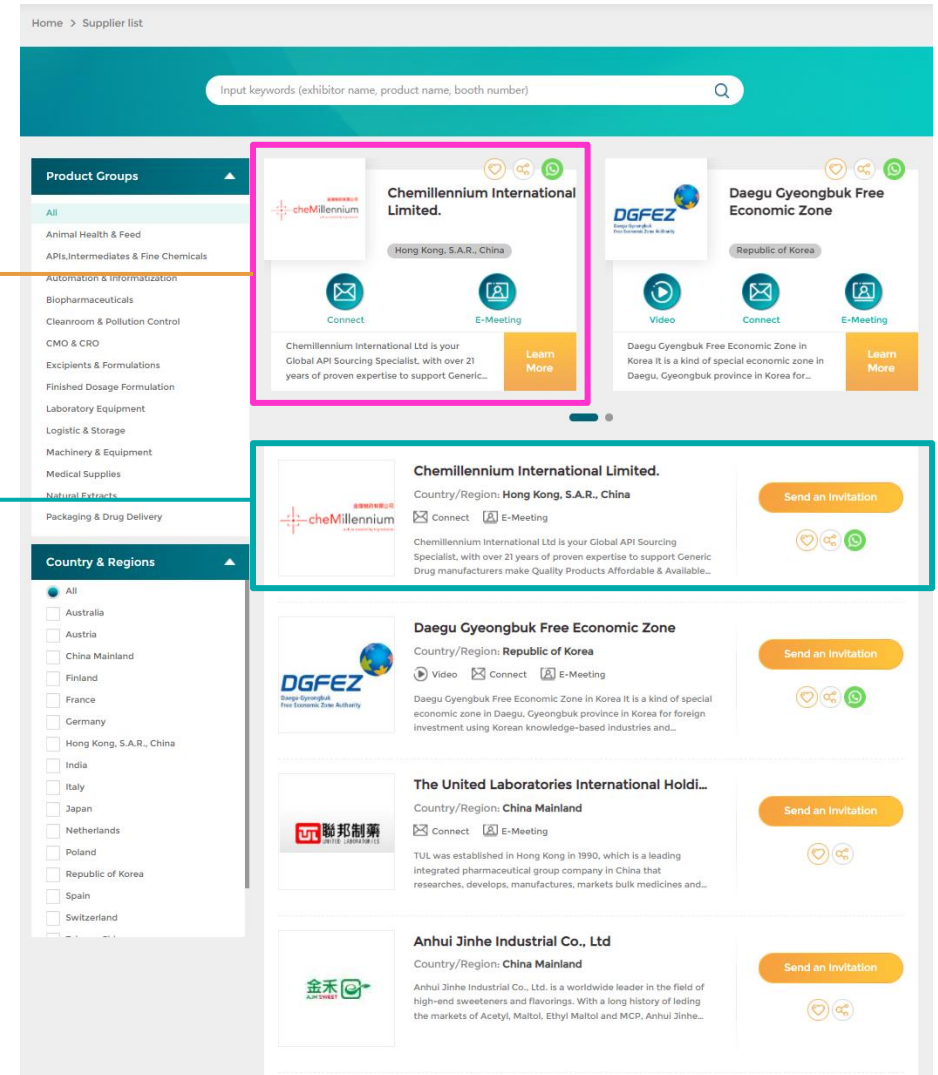 Home > Supplier list
Input keywords (exhibitor name, product name, booth number)
Product Groups
All
Animal Health & Feed
APIs,Intermediates & Fine Chemicals
Automation & Informatization
Biopharmaceuticals
Cleanroom & Pollution Control
CMO & CRO
Excipients & Formulations
Finished Dosage Formulation
Laboratory Equipment
Logistic & Storage
Machinery & Equipment
Medical Supplies
Natural Extracts
Packaging & Drug Delivery
Country & Regions
All
Australia
Austria
China Mainland
Finland
France
Germany
Hong Kong, S.A.R., China
India
Italy
Japan
Netherlands
Poland
Republic of Korea
Spain
Switzerland
cheMillennium
Chemillennium International
Limited.
Hong Kong, S.A.R., China
Connect
E-Meeting
Chemillennium International Ltd is your
Global API Sourcing Specialist, with over 21
years of proven expertise to support Generic...
Learn
More
DGFEZ
Daegu Gyeongbuk
Free Economic Zone Authority
Daegu Gyeongbuk Free
Economic Zone
Republic of Korea
Video
Connect
E-Meeting
Daegu Gyengbuk Free Economic Zone in
Korea It is a kind of special economic zone in
Daegu, Gyeongbuk province in Korea for...
Learn
More
cheMillennium
Chemillennium International Limited.
Country/Region: Hong Kong, S.A.R., China
Connect E-Meeting
Chemillennium International Ltd is your Global API Sourcing
Specialist, with over 21 years of proven expertise to support Generic
Drug manufacturers make Quality Products Affordable & Available...
Send an Invitation
DGFEZ
Daegu Gyeongbuk
Free Economic Zone Authority
Daegu Gyeongbuk Free Economic Zone
Country/Region: Republic of Korea
Video Connect E-Meeting
Daegu Gyengbuk Free Economic Zone in Korea It is a kind of special
economic zone in Daegu, Gyeongbuk province in Korea for foreign
investment using Korean knowledge-based industries and...
Send an Invitation
聯邦制藥
UNITED LABORATORIES
The United Laboratories International Holdi...
Country/Region: China Mainland
Connect E-Meeting
TUL was established in Hong Kong in 1990, which is a leading
integrated pharmaceutical group company in China that
researches, develops, manufactures, markets bulk medicines and...
Send an Invitation
金禾
Anhui Jinhe Industrial Co., Ltd
Country/Region: China Mainland
Anhui Jinhe Industrial Co., Ltd. is a worldwide leader in the field of
high-end sweeteners and flavorings. With a long history of leding
the markets of Acetyl, Maltol, Ethyl Maltol and MCP, Anhui Jinhe...
Send an Invitation